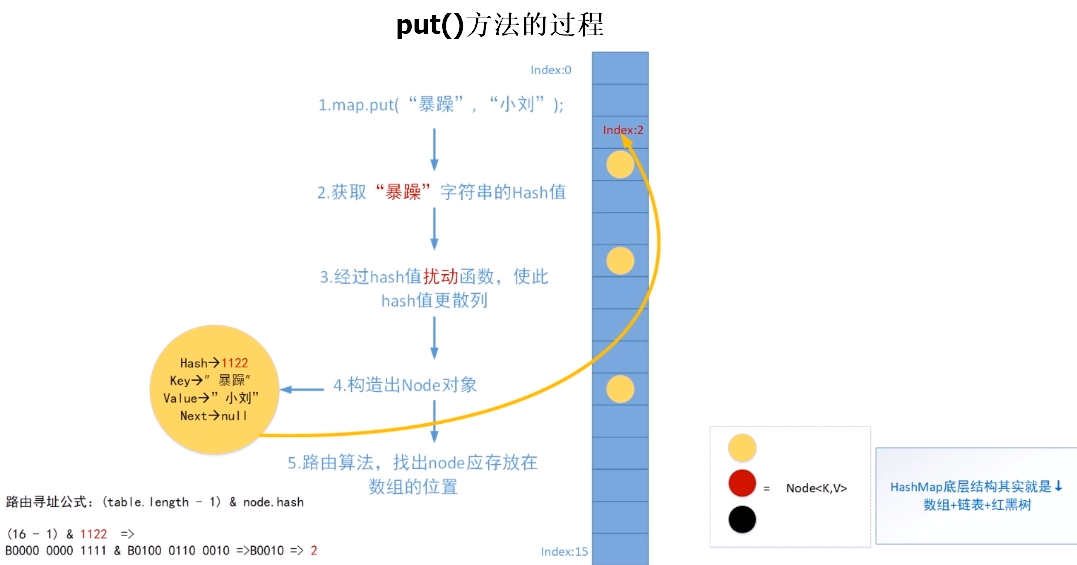 put()方法的过程
Index:0
1.map.put(“暴躁”,“小刘”);
Index:2
2.获取“暴躁”字符串的Hash值
3.经过hash值扰动函数，使此
hash值更散列
Hash→1122
Key→”暴躁”
Value→”小刘”
Next→null
4.构造出Node对象
5.路由算法，找出node应存放在
数组的位置
路由寻址公式：(table.length - 1) & node.hash
(16 - 1) & 1122 =>
B0000 0000 1111 & B0100 0110 0010 =>B0010 => 2
Index:15
= Node<K,V>
HashMap底层结构其实就是↓
数组+链表+红黑树